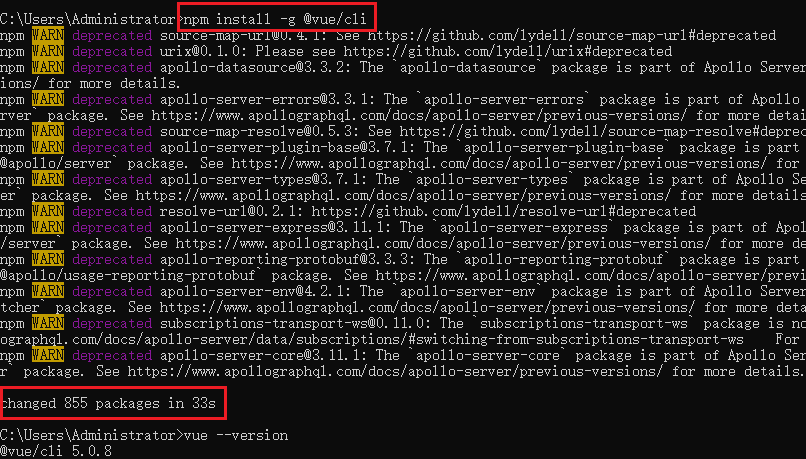 C:\Users\Administrator>npm install -g @vue/cli
npm WARN deprecated source-map-url@0.4.1: See https://github.com/lydell/source-map-url#deprecated
npm WARN deprecated urix@0.1.0: Please see https://github.com/lydell/urix#deprecated
npm WARN deprecated apollo-datasource@3.3.2: The `apollo-datasource` package is part of Apollo Server
ions/ for more details.
npm WARN deprecated apollo-server-errors@3.3.1: The `apollo-server-errors` package is part of Apollo
rver` package. See https://www.apollographql.com/docs/apollo-server/previous-versions/ for more detai
npm WARN deprecated source-map-resolve@0.5.3: See https://github.com/lydell/source-map-resolve#deprec
npm WARN deprecated apollo-server-plugin-base@3.7.1: The `apollo-server-plugin-base` package is part
@apollo/server` package. See https://www.apollographql.com/docs/apollo-server/previous-versions/ for
npm WARN deprecated apollo-server-types@3.7.1: The `apollo-server-types` package is part of Apollo Se
er` package. See https://www.apollographql.com/docs/apollo-server/previous-versions/ for more details
npm WARN deprecated resolve-url@0.2.1: https://github.com/lydell/resolve-url#deprecated
npm WARN deprecated apollo-server-express@3.11.1: The `apollo-server-express` package is part of Apol
/server` package. See https://www.apollographql.com/docs/apollo-server/previous-versions/ for more de
npm WARN deprecated apollo-reporting-protobuf@3.3.3: The `apollo-reporting-protobuf` package is part
@apollo/usage-reporting-protobuf` package. See https://www.apollographql.com/docs/apollo-server/previ
npm WARN deprecated apollo-server-env@4.2.1: The `apollo-server-env` package is part of Apollo Server
tcher` package. See https://www.apollographql.com/docs/apollo-server/previous-versions/ for more deta
npm WARN deprecated subscriptions-transport-ws@0.11.0: The `subscriptions-transport-ws` package is no
ographql.com/docs/apollo-server/data/subscriptions/#switching-from-subscriptions-transport-ws For
npm WARN deprecated apollo-server-core@3.11.1: The `apollo-server-core` package is part of Apollo Ser
r` package. See https://www.apollographql.com/docs/apollo-server/previous-versions/ for more details.
changed 855 packages in 33s
C:\Users\Administrator>vue --version
@vue/cli 5.0.8